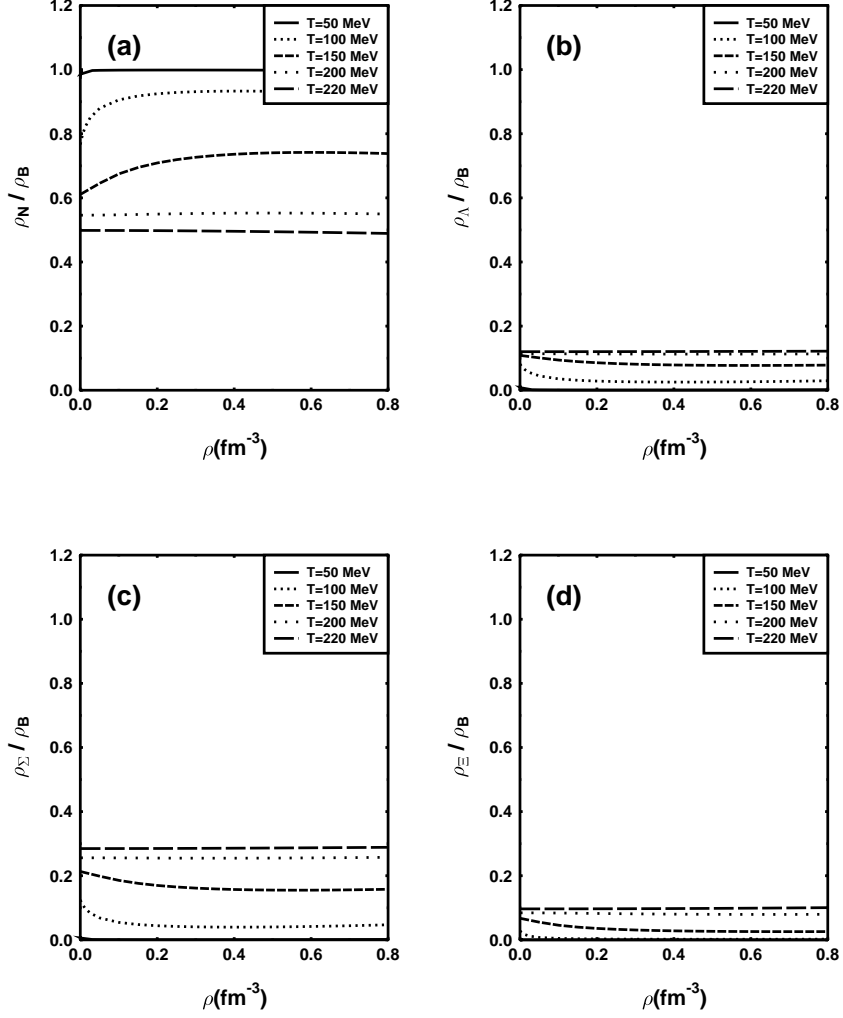 (a)
T=50 MeV
T=100 MeV
T=150 MeV
T=200 MeV
T=220 MeV
1.2
1.0
0.8
0.6
0.4
0.2
0.0
ρN / ρB
0.0 0.2 0.4 0.6 0.8
ρ(fm-3)
(b)
T=50 MeV
T=100 MeV
T=150 MeV
T=200 MeV
T=220 MeV
1.2
1.0
0.8
0.6
0.4
0.2
0.0
ρΛ / ρB
0.0 0.2 0.4 0.6 0.8
ρ(fm-3)
(c)
T=50 MeV
T=100 MeV
T=150 MeV
T=200 MeV
T=220 MeV
1.2
1.0
0.8
0.6
0.4
0.2
0.0
ρΣ / ρB
0.0 0.2 0.4 0.6 0.8
ρ(fm-3)
(d)
T=50 MeV
T=100 MeV
T=150 MeV
T=200 MeV
T=220 MeV
1.2
1.0
0.8
0.6
0.4
0.2
0.0
ρΞ / ρB
0.0 0.2 0.4 0.6 0.8
ρ(fm-3)